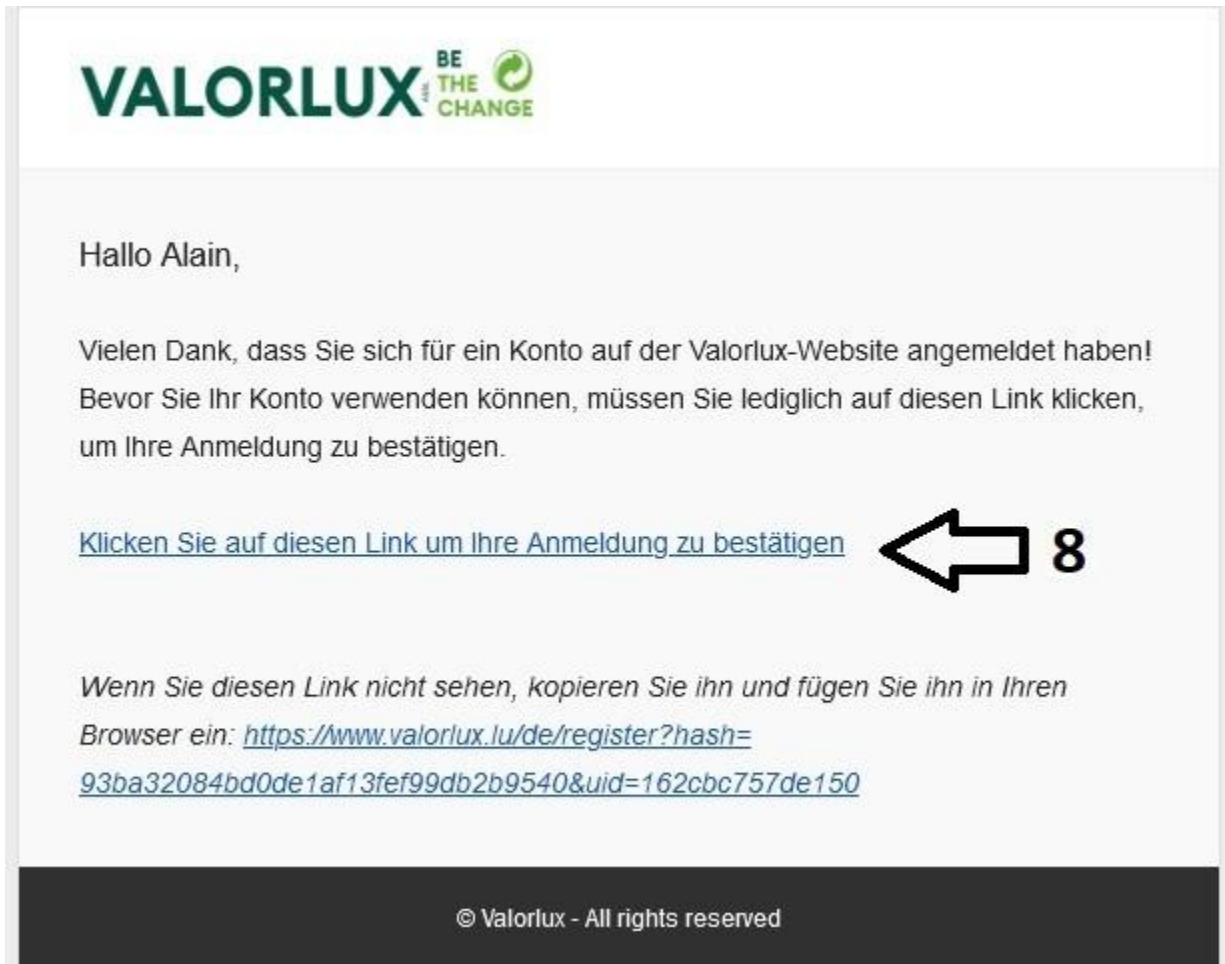 VALORLUX
BE
THE
CHANGE
Hallo Alain,
Vielen Dank, dass Sie sich für ein Konto auf der Valorlux-Website angemeldet haben!
Bevor Sie Ihr Konto verwenden können, müssen Sie lediglich auf diesen Link klicken,
um Ihre Anmeldung zu bestätigen.
Klicken Sie auf diesen Link um Ihre Anmeldung zu bestätigen
8
Wenn Sie diesen Link nicht sehen, kopieren Sie ihn und fügen Sie ihn in Ihren
Browser ein: https://www.valorlux.lu/de/register?hash=
93ba32084bd0de1af13fef99db2b9540&uid=162cbc757de150
© Valorlux - All rights reserved